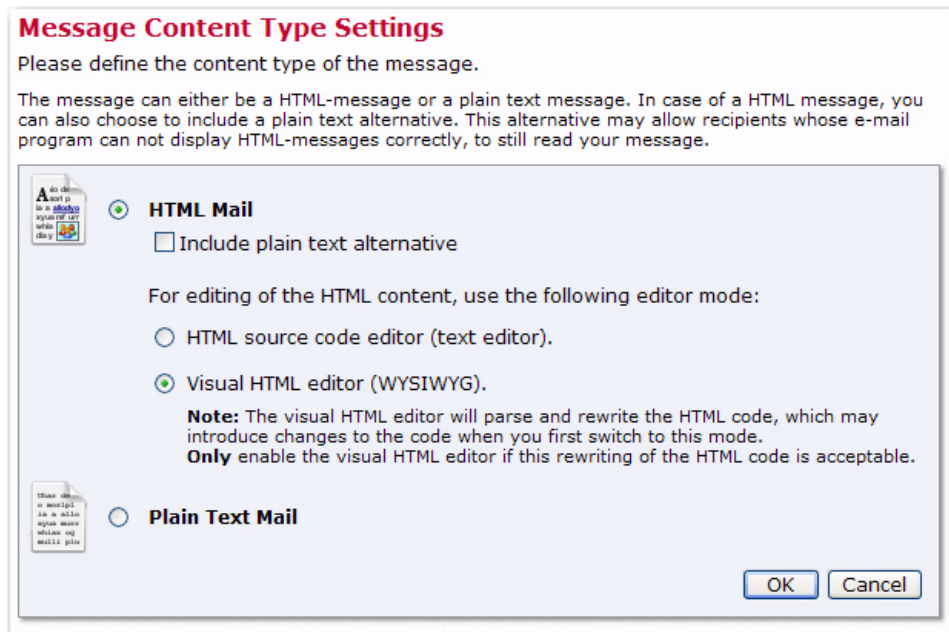 Message Content Type Settings
Please define the content type of the message.
The message can either be a HTML-message or a plain text message. In case of a HTML message, you
can also choose to include a plain text alternative. This alternative may allow recipients whose e-mail
program can not display HTML-messages correctly, to still read your message.
HTML Mail
Include plain text alternative
For editing of the HTML content, use the following editor mode:
HTML source code editor (text editor).
Visual HTML editor (WYSIWYG).
Note: The visual HTML editor will parse and rewrite the HTML code, which may
introduce changes to the code when you first switch to this mode.
Only enable the visual HTML editor if this rewriting of the HTML code is acceptable.
Plain Text Mail
OK Cancel